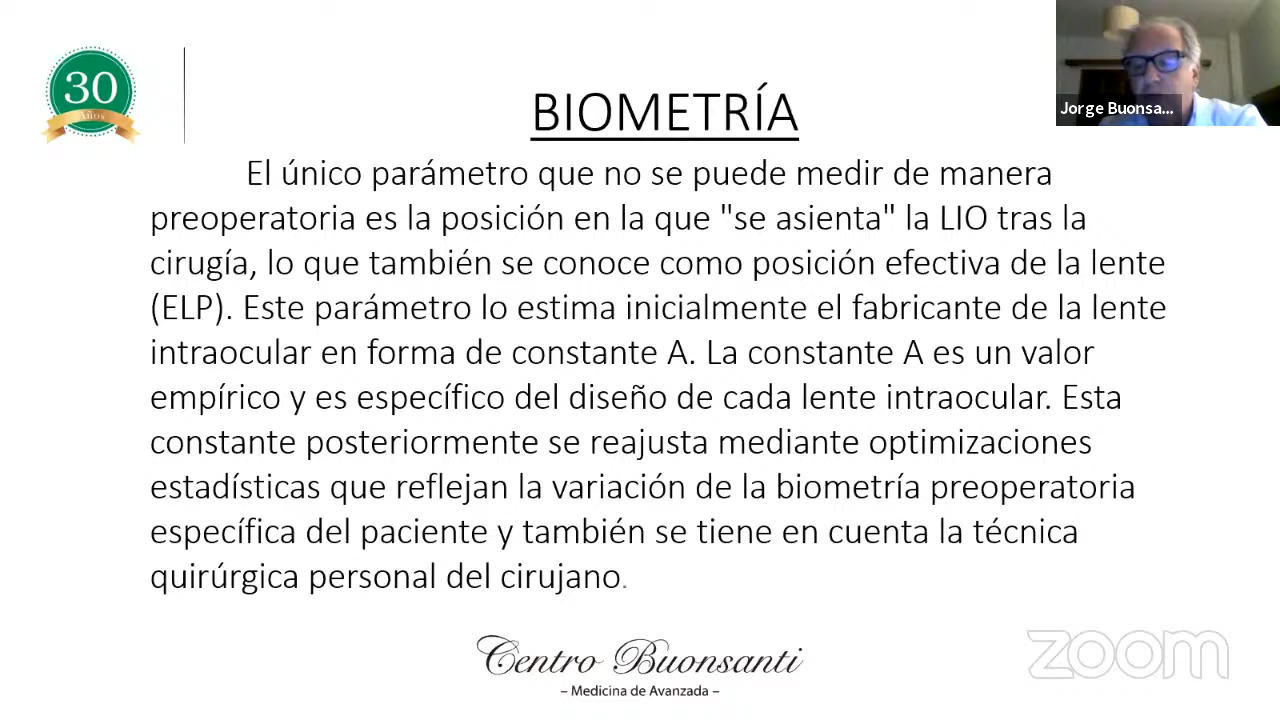 30
Años
Jorge Buonsa...
BIOMETRÍA
El único parámetro que no se puede medir de manera
preoperatoria es la posición en la que "se asienta" la LIO tras la
cirugía, lo que también se conoce como posición efectiva de la lente
(ELP). Este parámetro lo estima inicialmente el fabricante de la lente
intraocular en forma de constante A. La constante A es un valor
empírico y es específico del diseño de cada lente intraocular. Esta
constante posteriormente se reajusta mediante optimizaciones
estadísticas que reflejan la variación de la biometría preoperatoria
específica del paciente y también se tiene en cuenta la técnica
quirúrgica personal del cirujano.
Centro Buonsanti
– Medicina de Avanzada –
zoom